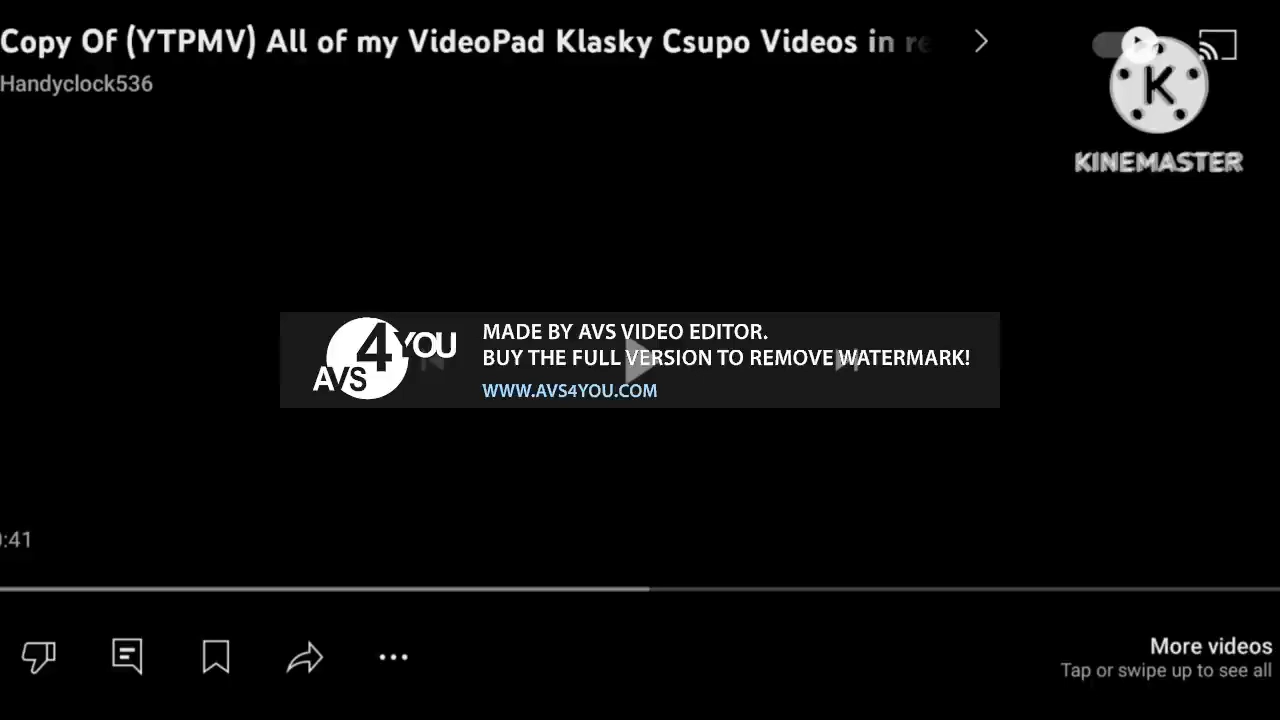 Copy Of (YTPMV) All of my VideoPad Klasky Csupo Videos in re
Handyclock536
K
KINEMASTER
AVS4YOU
MADE BY AVS VIDEO EDITOR.
BUY THE FULL VERSION TO REMOVE WATERMARK!
WWW.AVS4YOU.COM
:41
More videos
Tap or swipe up to see all